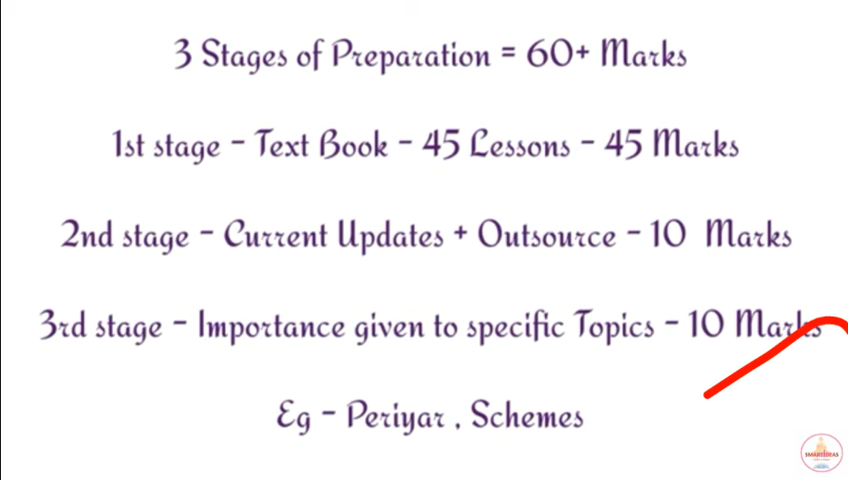 3 Stages of Preparation = 60+ Marks
1st stage - Text Book - 45 Lessons - 45 Marks
2nd stage - Current Updates + Outsource - 10 Marks
3rd stage - Importance given to specific Topics - 10 Marks
Eg - Periyar , Schemes